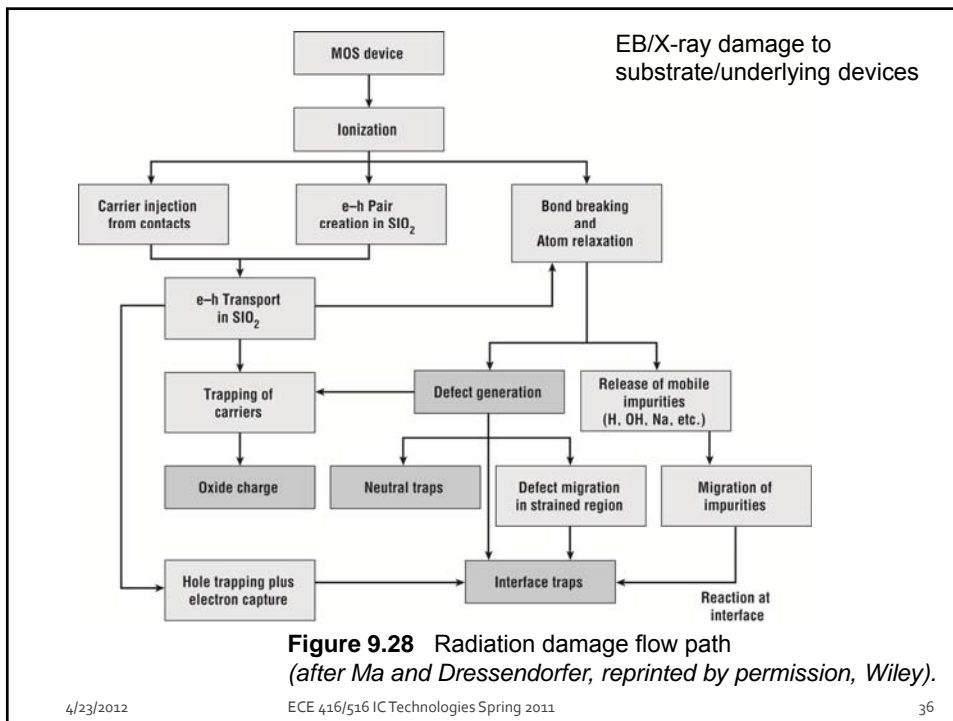 EB/X-ray damage to
substrate/underlying devices
MOS device
Ionization
Carrier injection
from contacts
e–h Pair
creation in SIO2
Bond breaking
and
Atom relaxation
e–h Transport
in SIO2
Trapping of
carriers
Defect generation
Release of mobile
impurities
(H, OH, Na, etc.)
Oxide charge
Neutral traps
Defect migration
in strained region
Migration of
impurities
Hole trapping plus
electron capture
Interface traps
Reaction at
interface
Figure 9.28 Radiation damage flow path
(after Ma and Dressendorfer, reprinted by permission, Wiley).
4/23/2012 ECE 416/516 IC Technologies Spring 2011 36